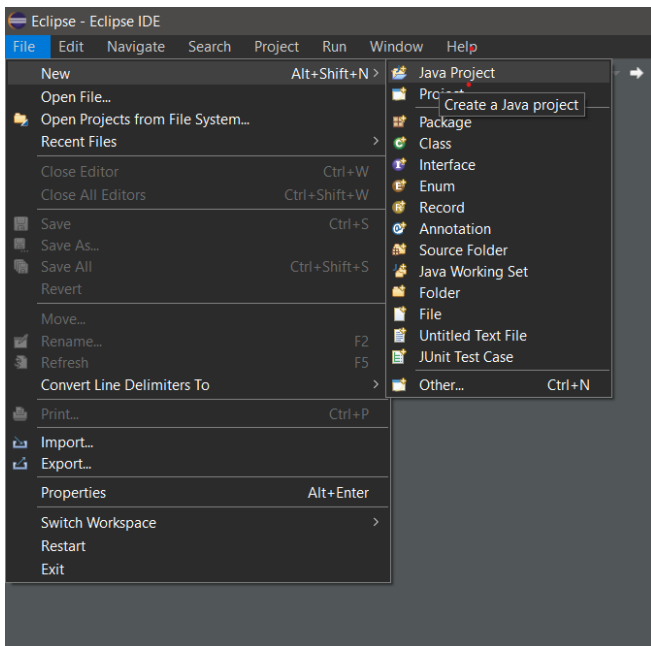 Eclipse - Eclipse IDE
File Edit Navigate Search Project Run Window Help
New Alt+Shift+N >
Open File...
Open Projects from File System...
Recent Files >
Close Editor Ctrl+W
Close All Editors Ctrl+Shift+W
Save Ctrl+S
Save As...
Save All Ctrl+Shift+S
Revert
Move...
Rename... F2
Refresh F5
Convert Line Delimiters To >
Print... Ctrl+P
Import...
Export...
Properties Alt+Enter
Switch Workspace >
Restart
Exit
Java Project
Create a Java project
Package
Class
Interface
Enum
Record
Annotation
Source Folder
Java Working Set
Folder
File
Untitled Text File
JUnit Test Case
Other... Ctrl+N